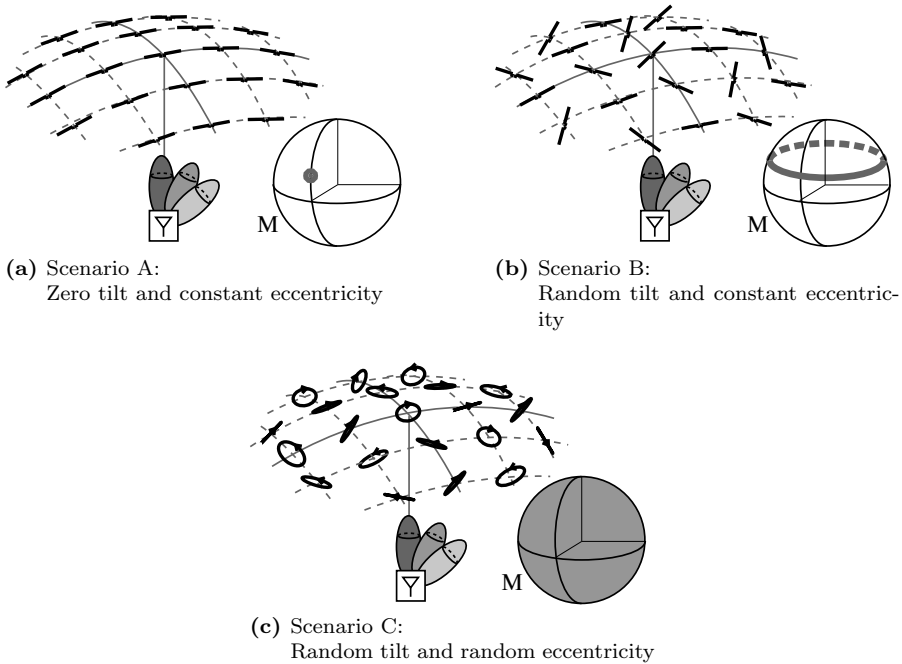 M
(a) Scenario A:
Zero tilt and constant eccentricity
M
(b) Scenario B:
Random tilt and constant eccentric-
ity
M
(c) Scenario C:
Random tilt and random eccentricity